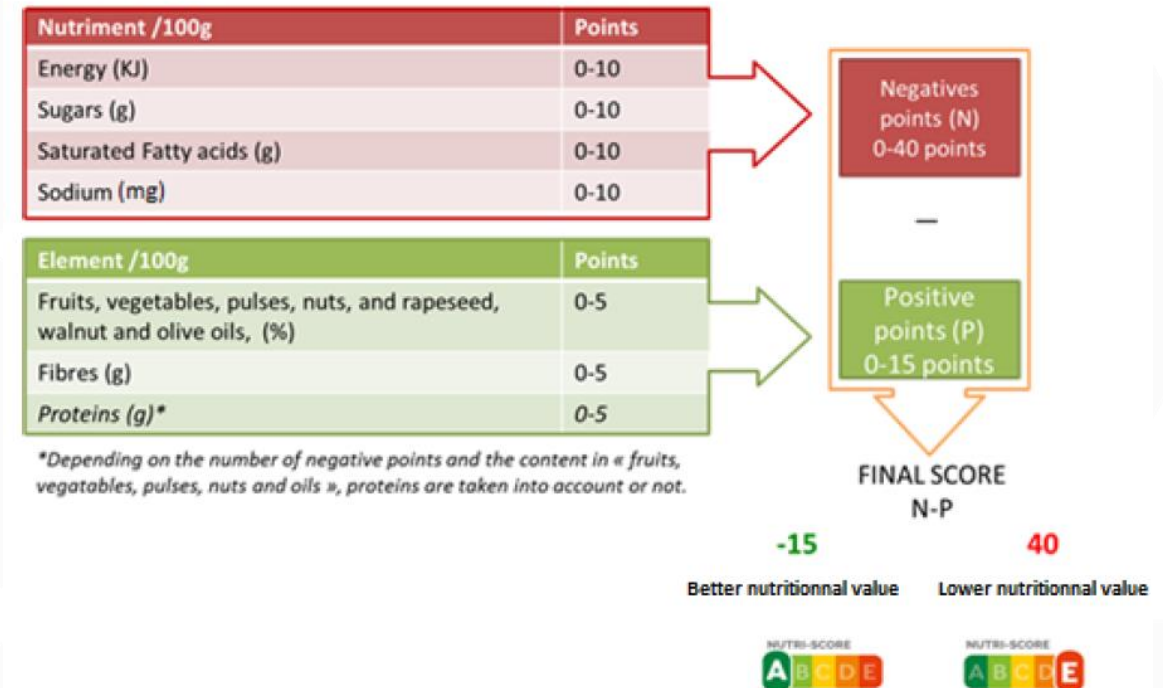 Nutriment /100g Points
Energy (KJ) 0-10
Sugars (g) 0-10
Saturated Fatty acids (g) 0-10
Sodium (mg) 0-10
Negatives
points (N)
0-40 points
—
Element /100g Points
Fruits, vegetables, pulses, nuts, and rapeseed, 0-5
walnut and olive oils, (%)
Fibres (g) 0-5
Proteins (g)* 0-5
Positive
points (P)
0-15 points
*Depending on the number of negative points and the content in « fruits,
vegatables, pulses, nuts and oils », proteins are taken into account or not.
FINAL SCORE
N-P
-15 40
Better nutritionnal value Lower nutritionnal value
NUTRI-SCORE NUTRI-SCORE
A B C D E A B C D E